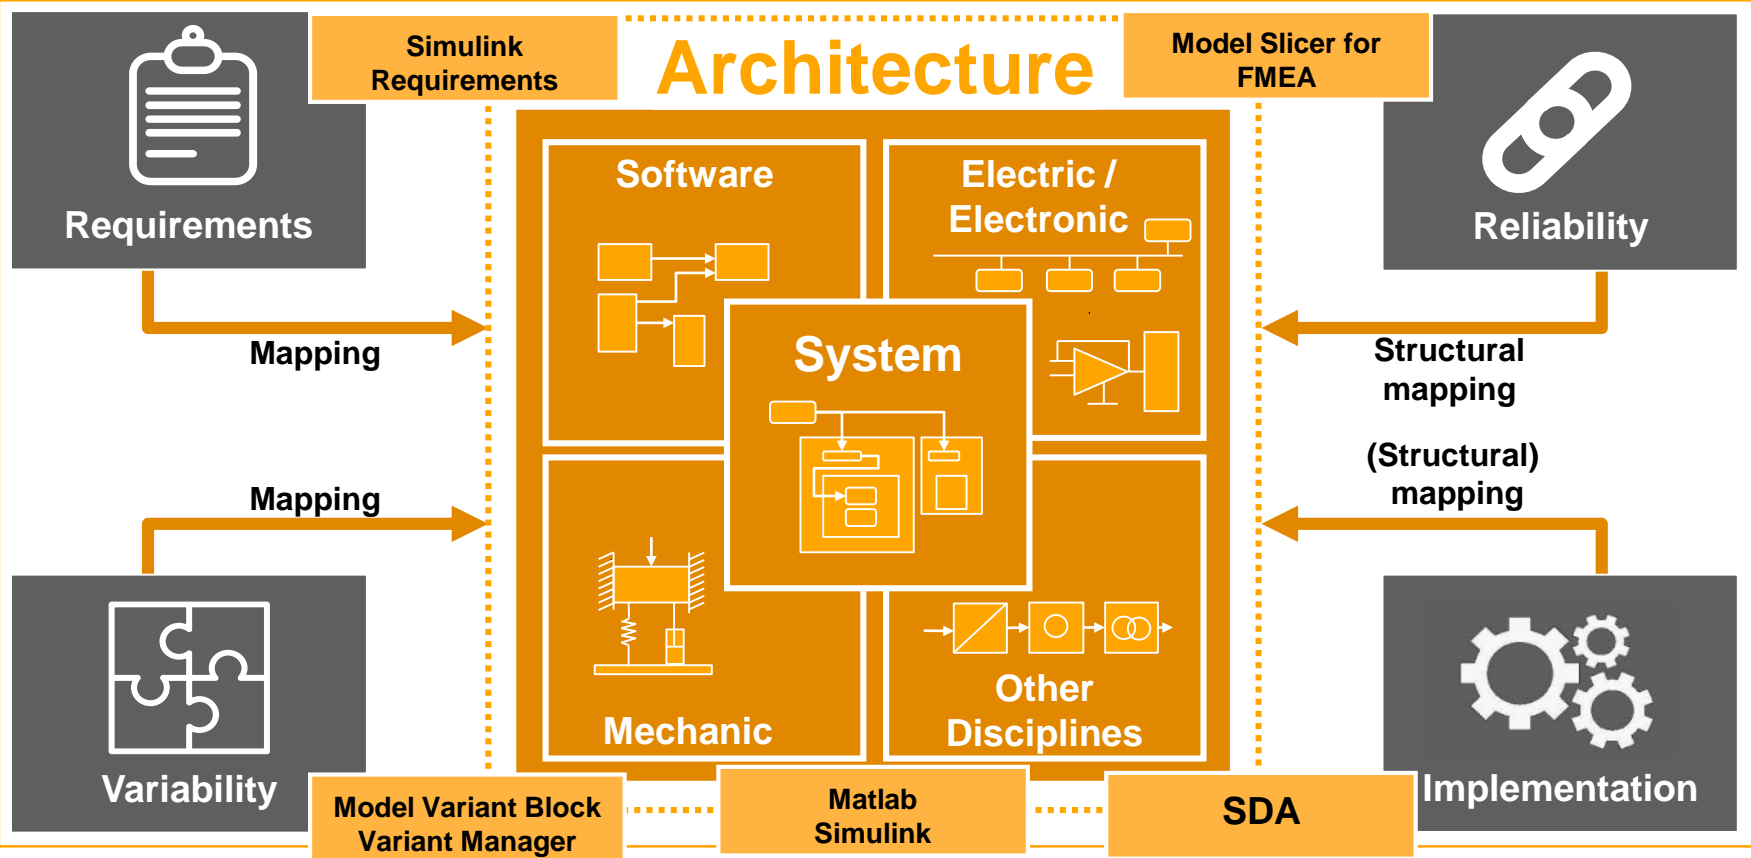 Simulink
Requirements
Architecture
Model Slicer for
FMEA
Requirements
Software
Electric /
Electronic
Reliability
Mapping
System
Structural
mapping
Mapping
(Structural)
mapping
Mechanic
Other
Disciplines
Variability
Implementation
Model Variant Block
Variant Manager
Matlab
Simulink
SDA